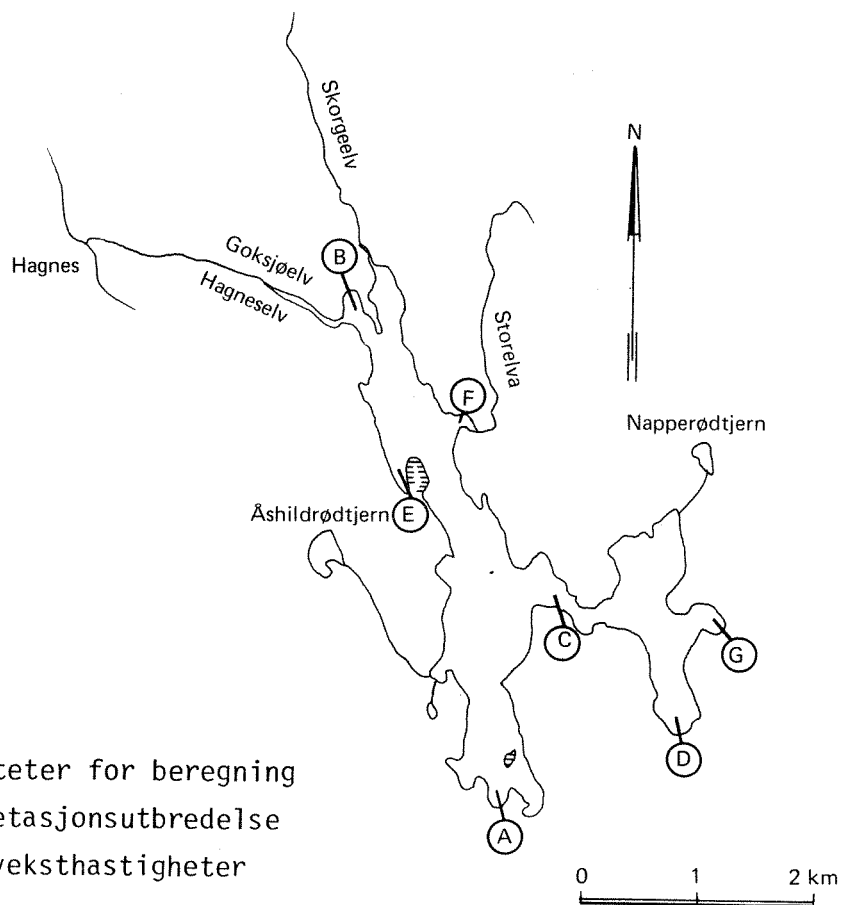 Skorgeelv
N
Hagnes
Goksjøelv
B
Hagneselv
Storelva
F
Napperødtjern
Åshildrødtjern
E
C
G
D
A
teter for beregning
etasjonsutbredelse
veksthastigheter
0 1 2 km